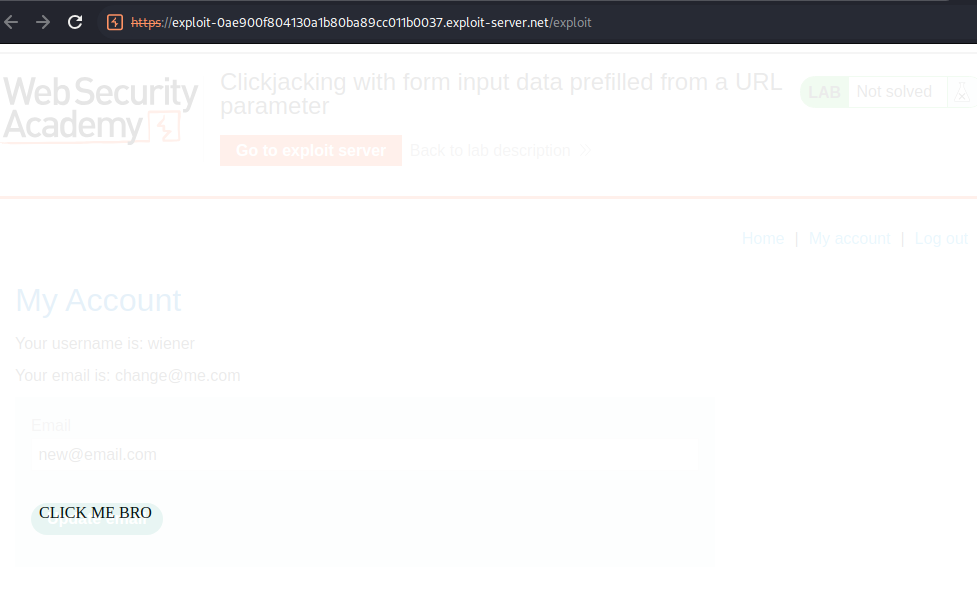 https://exploit-0ae900f804130a1b80ba89cc011b0037.exploit-server.net/exploit
Web Security
Academy
Clickjacking with form input data prefilled from a URL
parameter
LAB Not solved
Go to exploit server Back to lab description »
Home | My account | Log out
My Account
Your username is: wiener
Your email is: change@me.com
Email
new@email.com
CLICK ME BRO
Update email